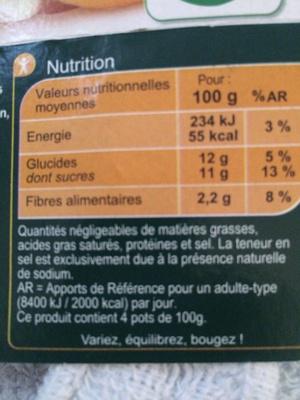 Nutrition
Valeurs nutritionnelles moyennes
Pour :
100 g %AR
Energie
234 kJ
55 kcal
3 %
Glucides 12 g 5 %
dont sucres 11 g 13 %
Fibres alimentaires 2,2 g 8 %
Quantités négligeables de matières grasses,
acides gras saturés, protéines et sel. La teneur en
sel est exclusivement due à la présence naturelle
de sodium.
AR = Apports de Référence pour un adulte-type
(8400 kJ / 2000 kcal) par jour.
Ce produit contient 4 pots de 100g.
Variez, équilibrez, bougez !